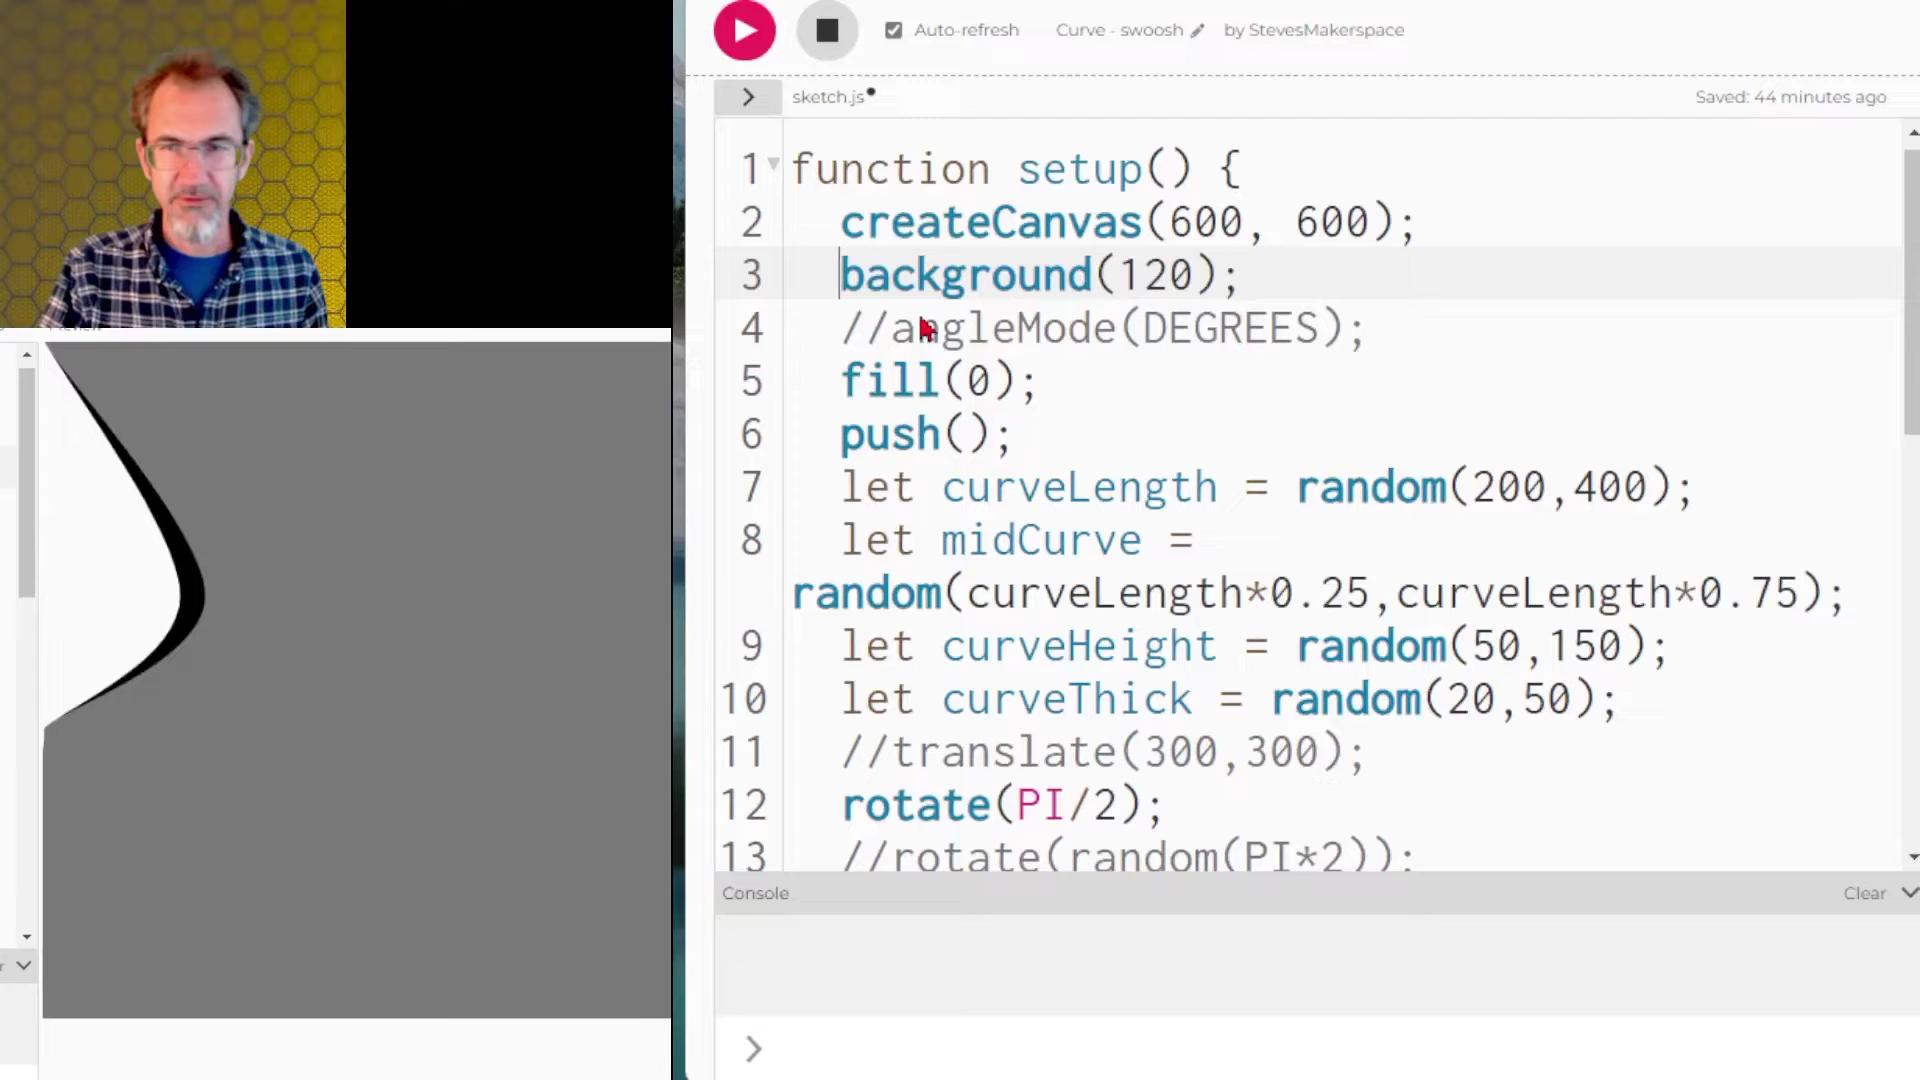 Auto-refresh
Curve - swoosh
by StevesMakerspace
sketch.js
Saved: 44 minutes ago
1 function setup() {
2 createCanvas(600, 600);
3 background(120);
4 //angleMode(DEGREES);
5 fill(0);
6 push();
7 let curveLength = random(200,400);
8 let midCurve =
random(curveLength*0.25,curveLength*0.75);
9 let curveHeight = random(50,150);
10 let curveThick = random(20,50);
11 //translate(300,300);
12 rotate(PI/2);
13 //rotate(random(PI*2));
Console
Clear